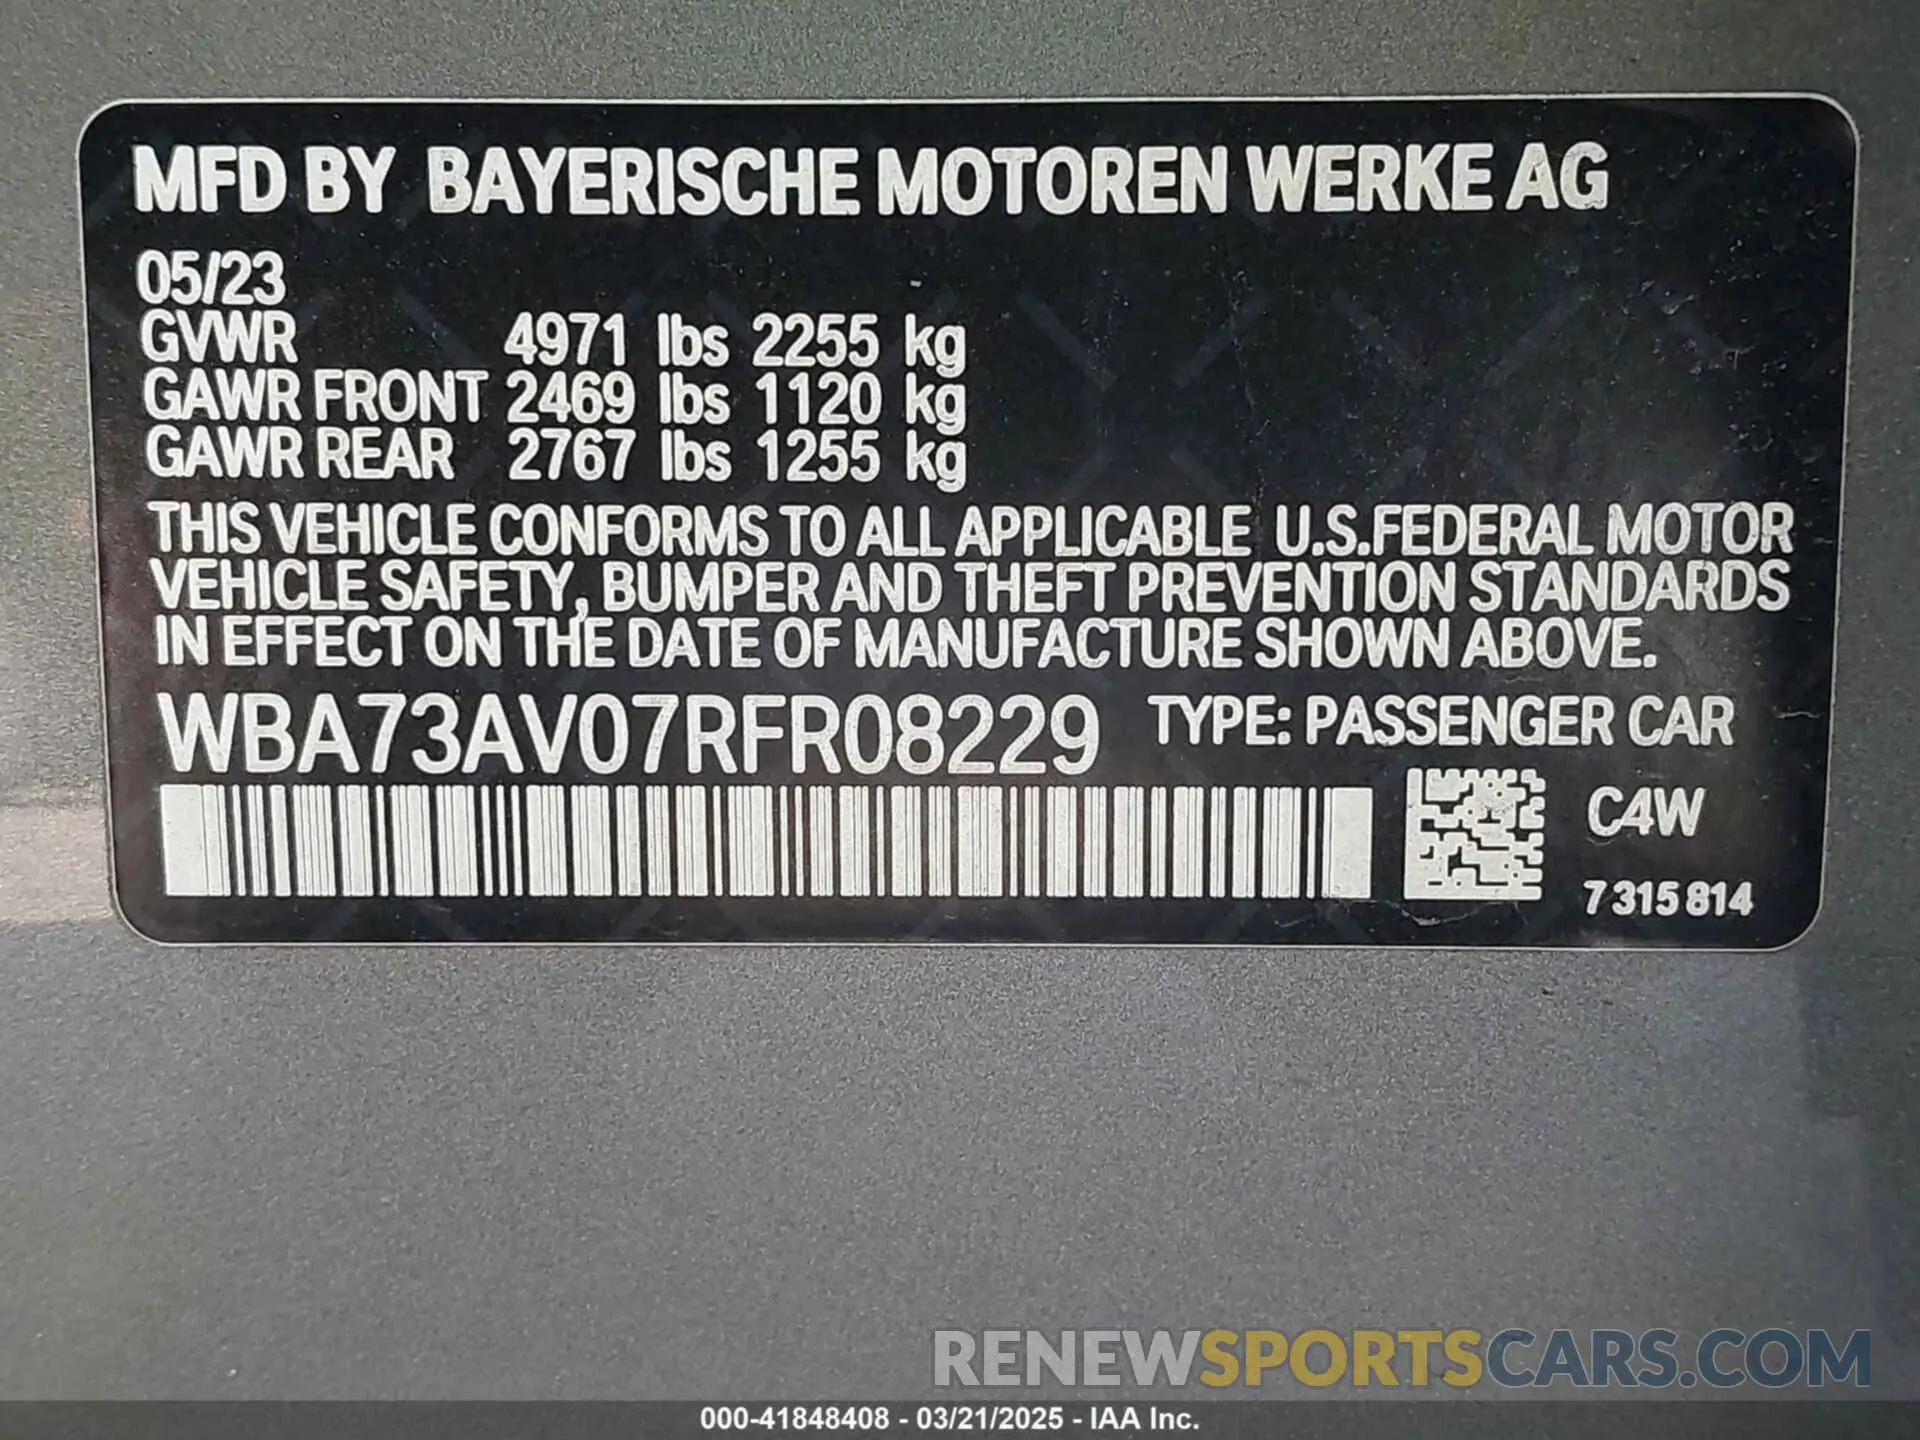 MFD BY BAYERISCHE MOTOREN WERKE AG
05/23
GVWR 4971 lbs 2255 kg
GAWR FRONT 2469 lbs 1120 kg
GAWR REAR 2767 lbs 1255 kg
THIS VEHICLE CONFORMS TO ALL APPLICABLE U.S.FEDERAL MOTOR
VEHICLE SAFETY, BUMPER AND THEFT PREVENTION STANDARDS
IN EFFECT ON THE DATE OF MANUFACTURE SHOWN ABOVE.
WBA73AV07RFR08229 TYPE: PASSENGER CAR
C4W
7 315 814
RENEWSPORTSCARS.COM
000-41848408 - 03/21/2025 - IAA Inc.